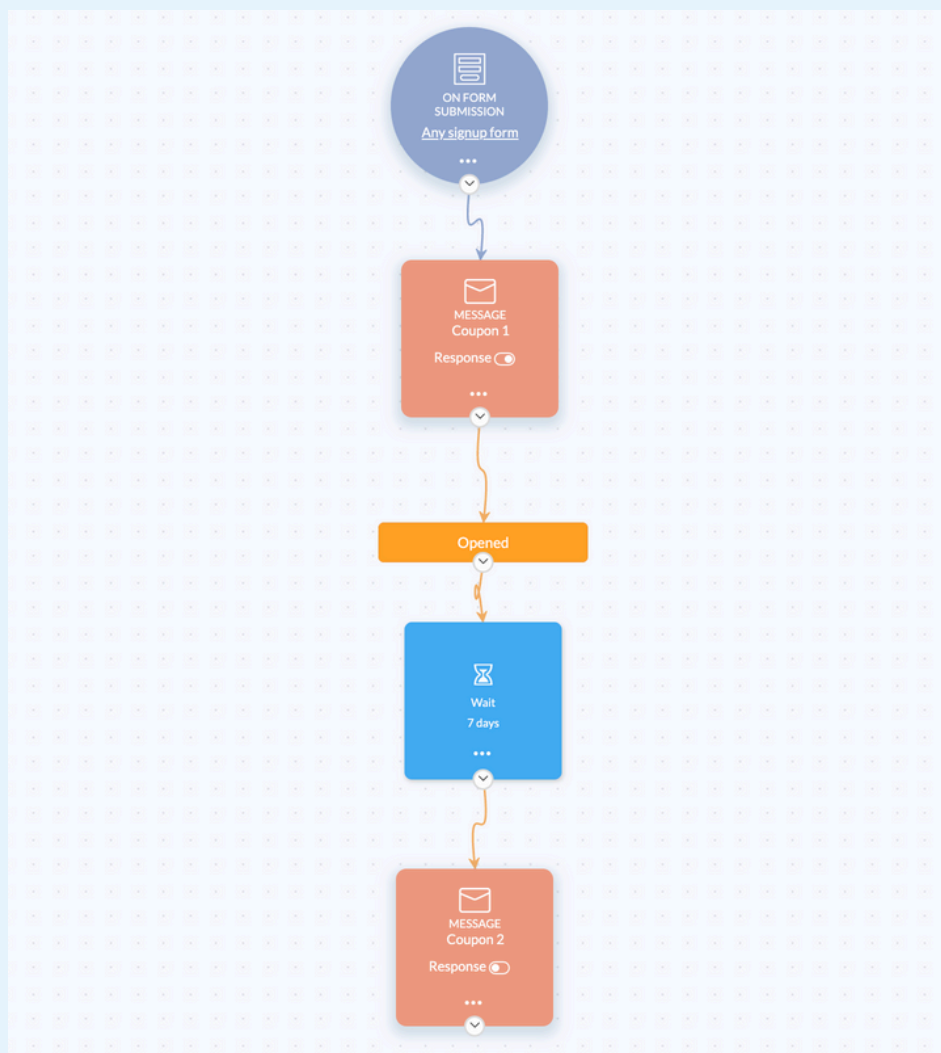 ON FORM
SUBMISSION
Any signup form
MESSAGE
Coupon 1
Response
Opened
Wait
7 days
MESSAGE
Coupon 2
Response